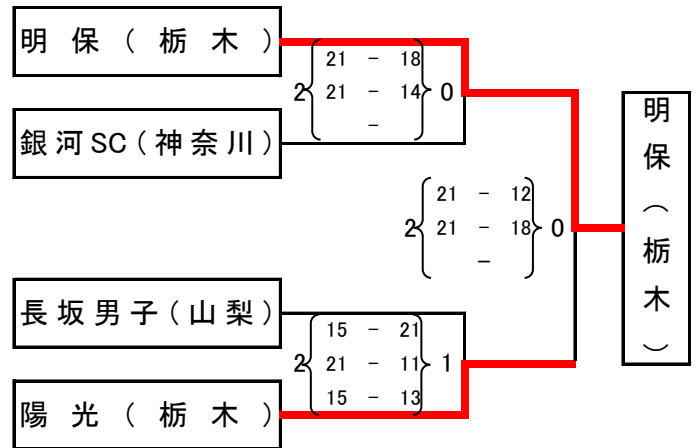 明保(栃木)
21 - 18
2 21 - 14 0
-
銀河SC(神奈川)
21 - 12
2 21 - 18 0
-
明保(栃木)
長坂男子(山梨)
15 - 21
2 21 - 11 1
15 - 13
陽光(栃木)